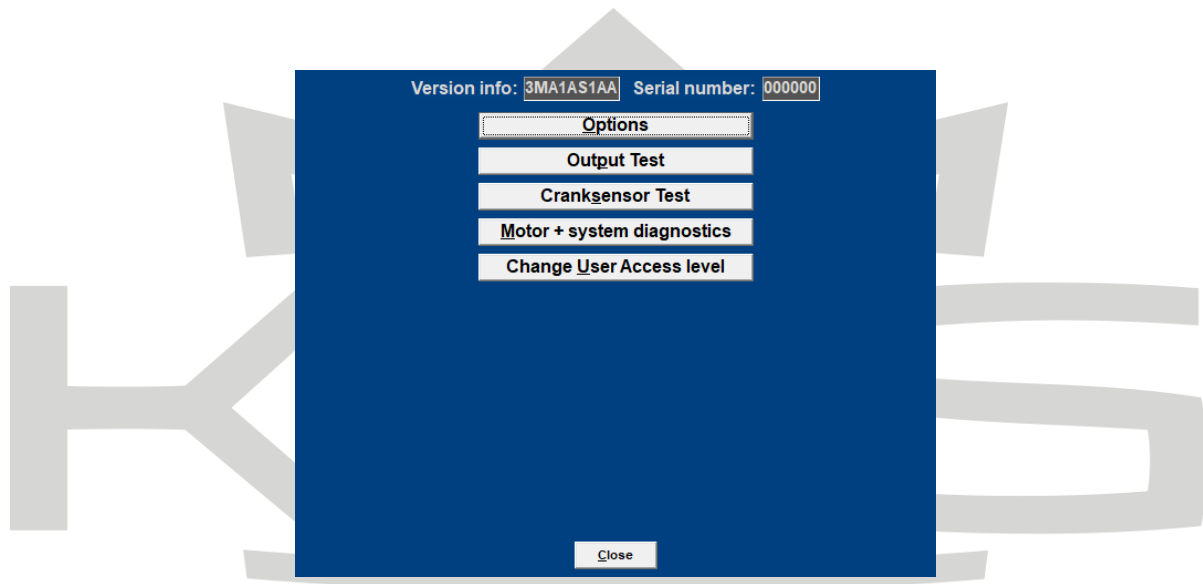 Version info: 3MA1AS1AA Serial number: 000000
Options
Output Test
Cranksensor Test
Motor + system diagnostics
Change User Access level
Close
KS